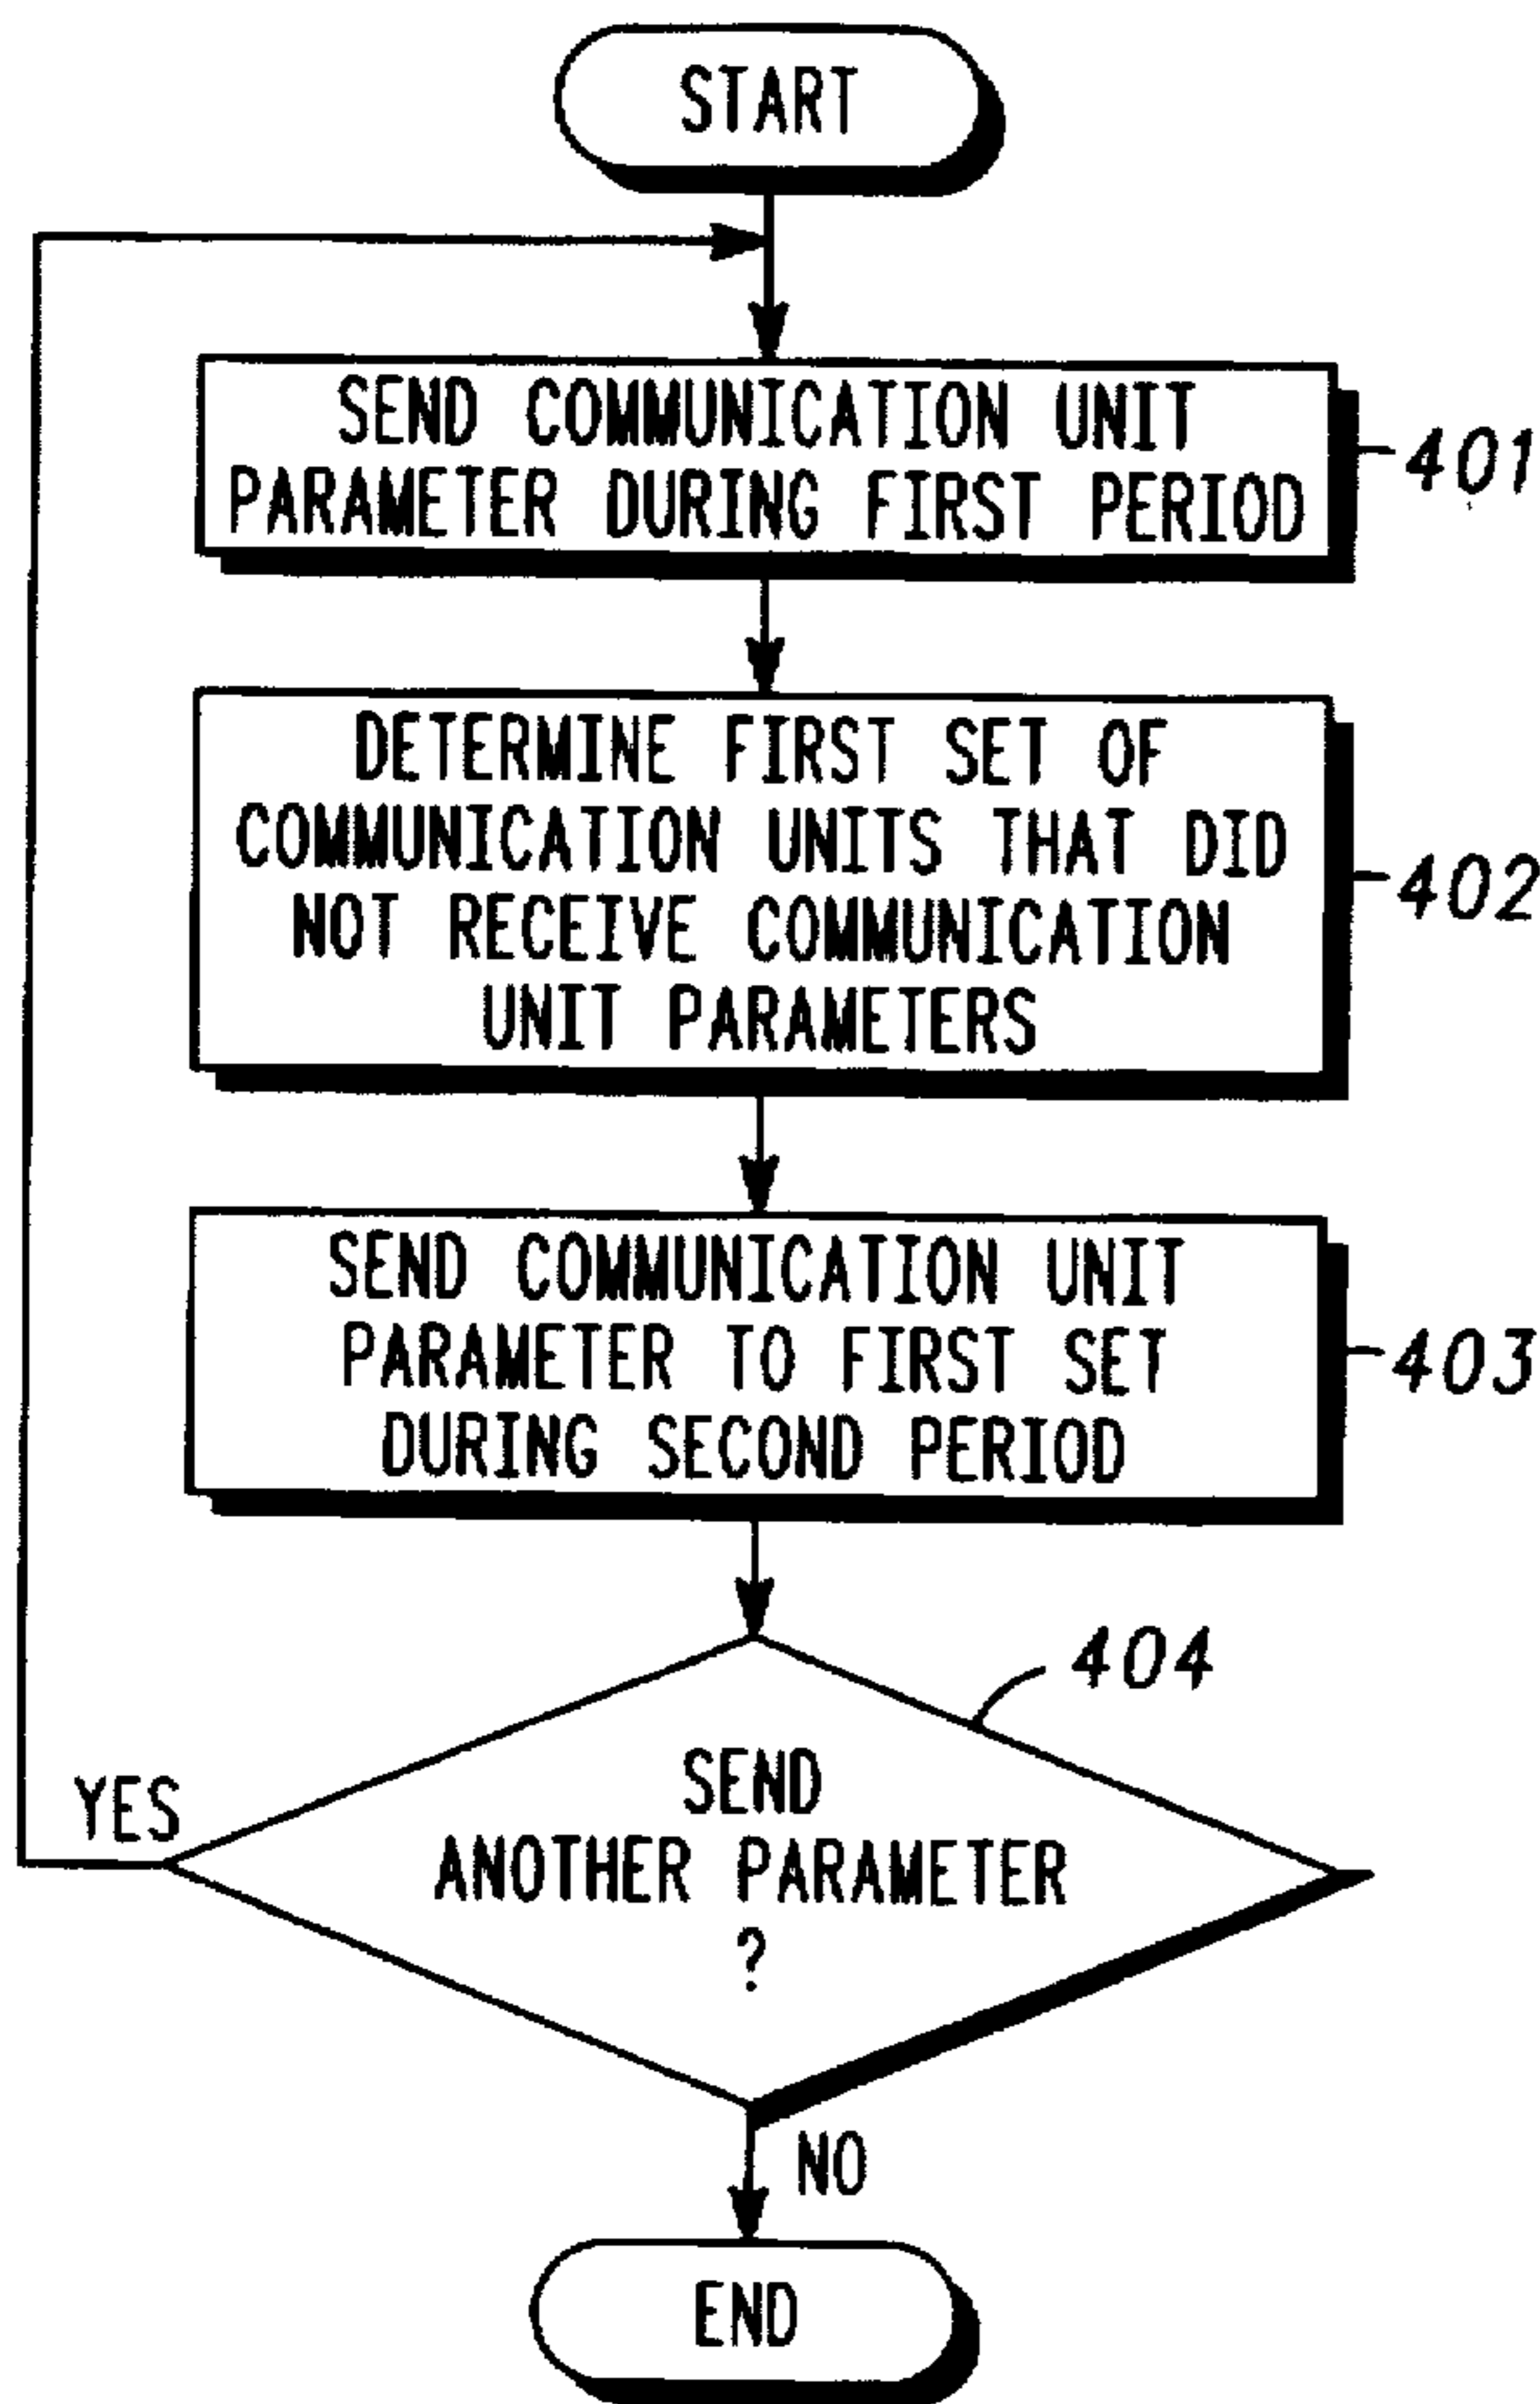 START
SEND COMMUNICATION UNIT
PARAMETER DURING FIRST PERIOD
401
DETERMINE FIRST SET OF
COMMUNICATION UNITS THAT DID
NOT RECEIVE COMMUNICATION
UNIT PARAMETERS
402
SEND COMMUNICATION UNIT
PARAMETER TO FIRST SET
DURING SECOND PERIOD
403
404
SEND
ANOTHER PARAMETER
?
YES
NO
END